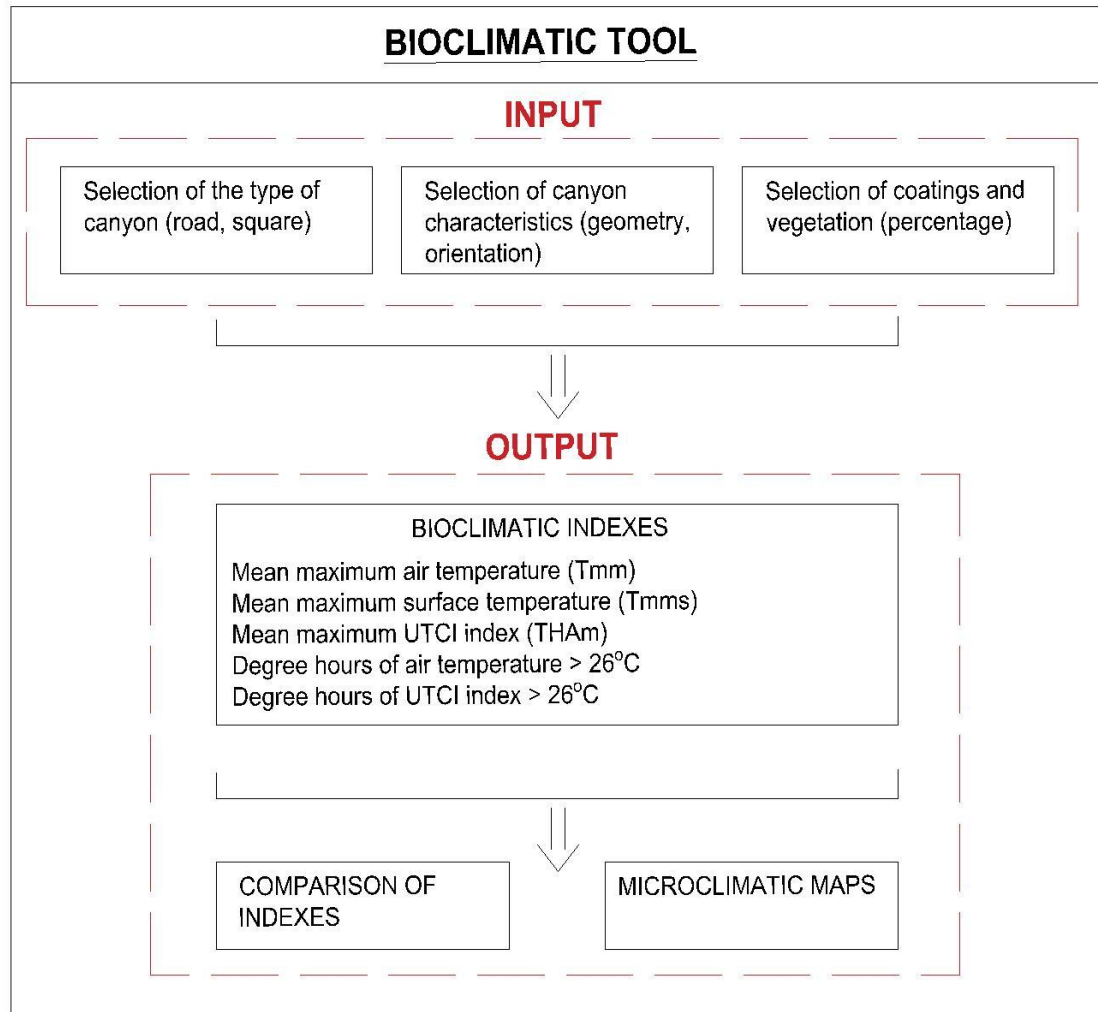 BIOCLIMATIC TOOL
INPUT
Selection of the type of
canyon (road, square)
Selection of canyon
characteristics (geometry,
orientation)
Selection of coatings and
vegetation (percentage)
OUTPUT
BIOCLIMATIC INDEXES
Mean maximum air temperature (Tmm)
Mean maximum surface temperature (Tmms)
Mean maximum UTCI index (THAm)
Degree hours of air temperature > 26°C
Degree hours of UTCI index > 26°C
COMPARISON OF
INDEXES
MICROCLIMATIC MAPS